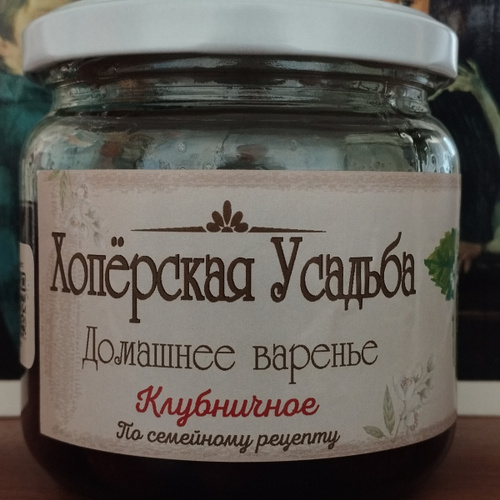 Хопёрская Усадьба
Домашнее варенье
Клубничное
По семейному рецепту